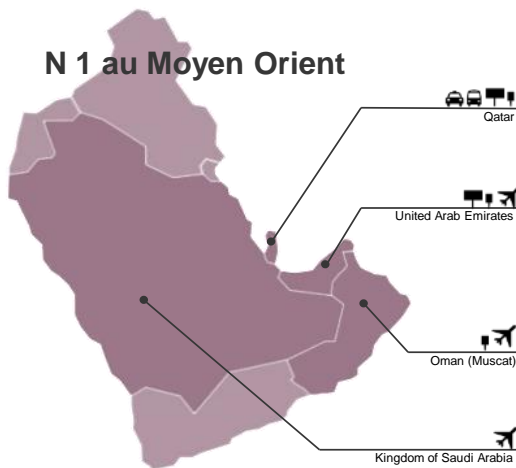 N 1 au Moyen Orient
Qatar
United Arab Emirates
Oman (Muscat)
Kingdom of Saudi Arabia